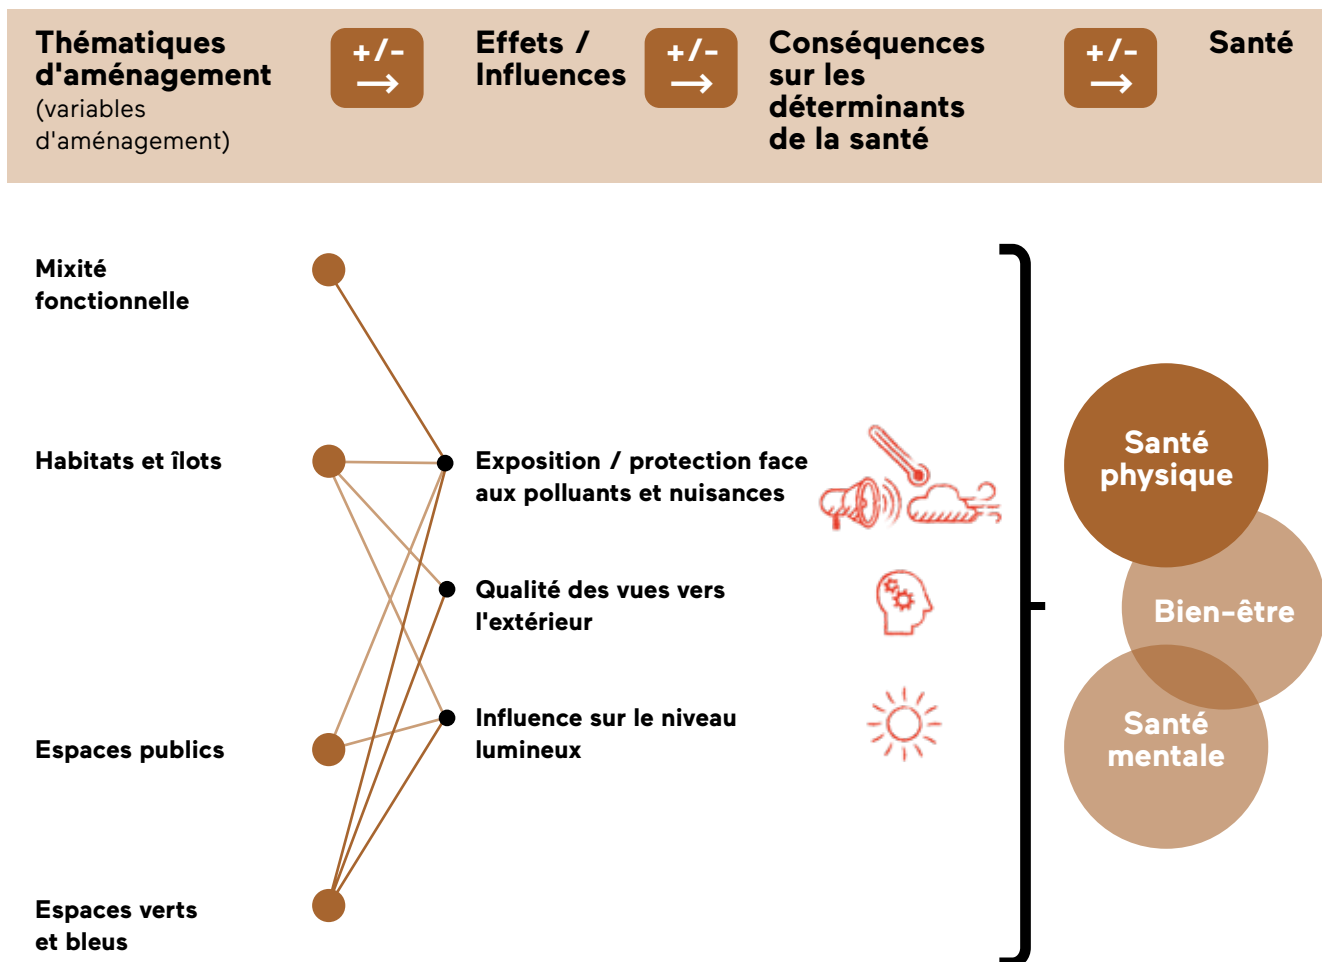 Thématiques
d'aménagement
(variables
d'aménagement)
+/-
→
Effets /
Influences
+/-
→
Conséquences
sur les
déterminants
de la santé
+/-
→
Santé
Mixité
fonctionnelle
Habitats et îlots
Espaces publics
Espaces verts
et bleus
Exposition / protection face
aux polluants et nuisances
Qualité des vues vers
l'extérieur
Influence sur le niveau
lumineux
Santé
physique
Bien-être
Santé
mentale